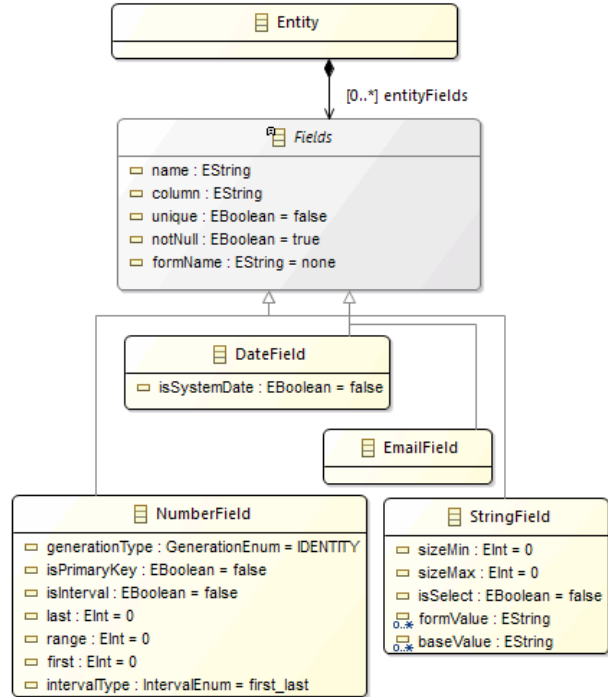 Entity
[0..*] entityFields
Fields
name : EString
column : EString
unique : EBoolean = false
notNull : EBoolean = true
formName : EString = none
DateField
isSystemDate : EBoolean = false
EmailField
NumberField
generationType : GenerationEnum = IDENTITY
isPrimaryKey : EBoolean = false
isInterval : EBoolean = false
last : EInt = 0
range : EInt = 0
first : EInt = 0
intervalType : IntervalEnum = first_last
StringField
sizeMin : EInt = 0
sizeMax : EInt = 0
isSelect : EBoolean = false
0..* formValue : EString
0..* baseValue : EString